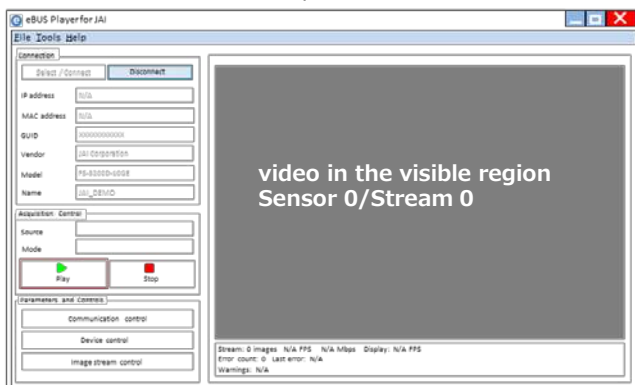 eBUS Player for JAI
File Tools Help
Connection
Select / Connect
Disconnect
IP address N/A
MAC address N/A
GUID XXXXXXXXXXX
Vendor JAI Corporation
Model
Name JAI_DEMO
Acquisition Control
Source
Mode
Play
Stop
Parameters and Controls
Communication control
Device control
Image stream control
video in the visible region
Sensor 0/Stream 0
Stream: 0 images N/A FPS N/A Mbps Display: N/A FPS
Error count: 0 Last error: N/A
Warnings: N/A